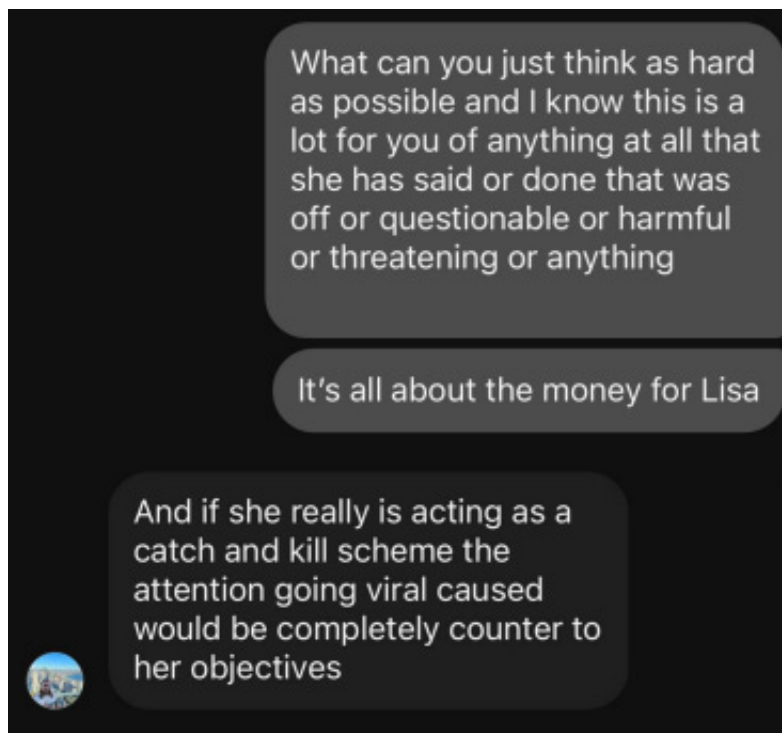 What can you just think as hard
as possible and I know this is a
lot for you of anything at all that
she has said or done that was
off or questionable or harmful
or threatening or anything
It’s all about the money for Lisa
And if she really is acting as a
catch and kill scheme the
attention going viral caused
would be completely counter to
her objectives